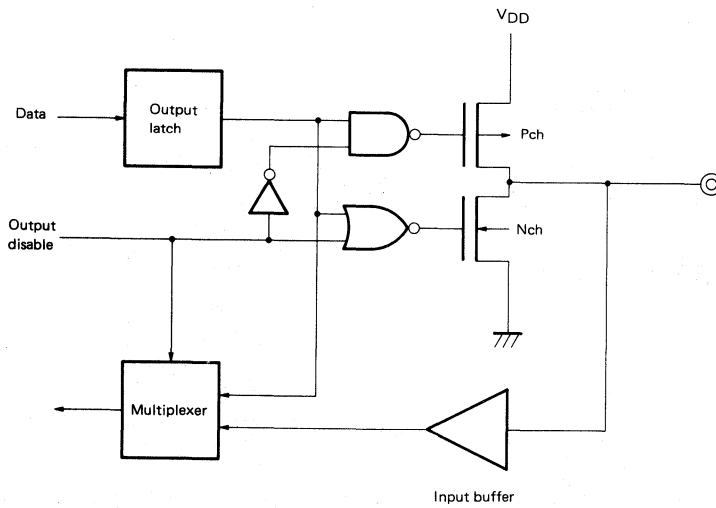 VDD
Output
latch
Data
Pch
Output
disable
Nch
Multiplexer
Input buffer